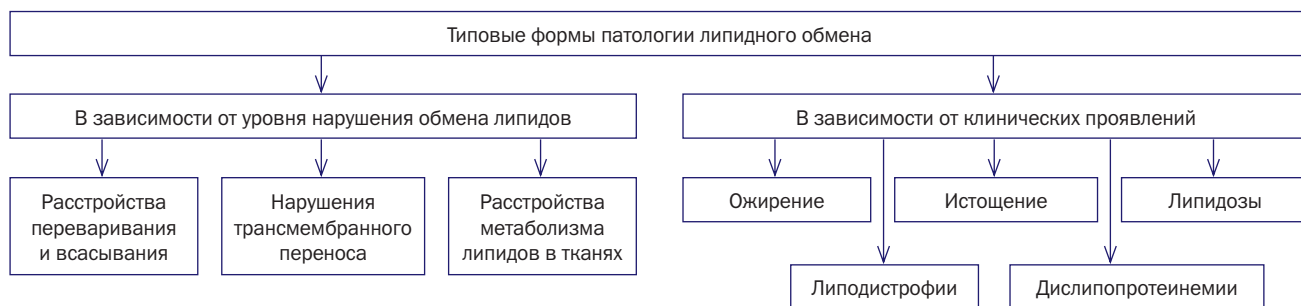 Типовые формы патологии липидного обмена
В зависимости от уровня нарушения обмена липидов
В зависимости от клинических проявлений
Расстройства
переваривания
и всасывания
Нарушения
трансмембранного
переноса
Расстройства
метаболизма
липидов в тканях
Ожирение
Истощение
Липидозы
Липодистрофии
Дислипопротеинемии